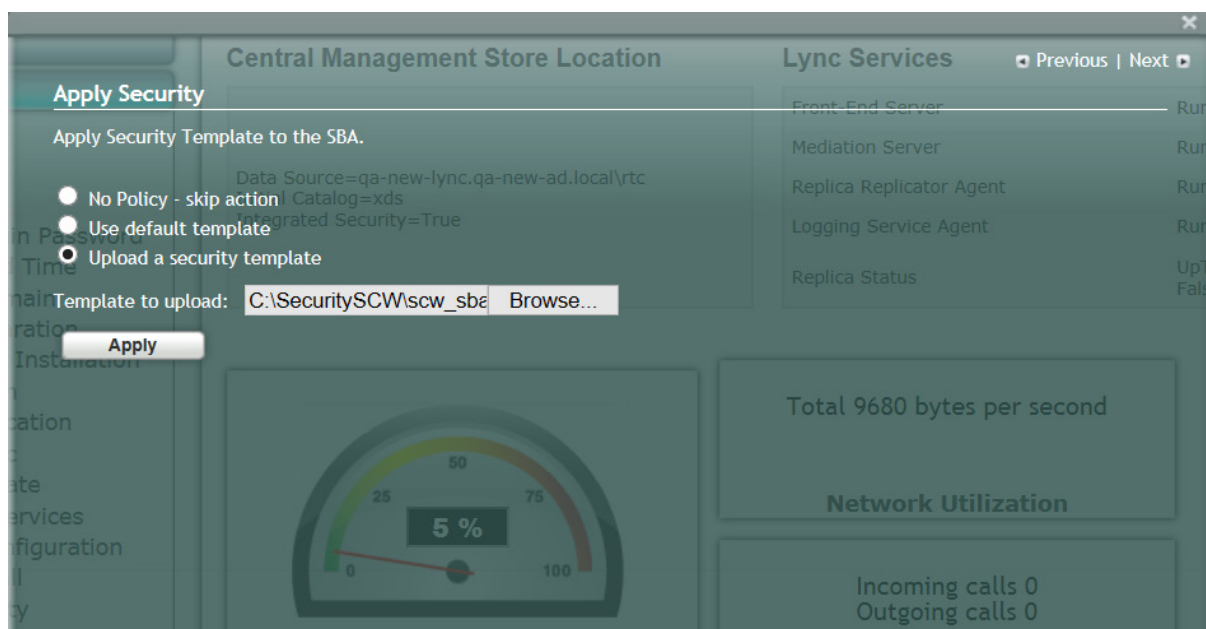 Central Management Store Location
Lync Services
Previous | Next
Apply Security
Front-End Server
Apply Security Template to the SBA.
Mediation Server
Data Source=qa-new-lync.qa-new-ad.local\rtc
Replica Replicator Agent
No Policy - skip action
Catalog=xds
Integrated Security=True
Use default template
Logging Service Agent
in Password
Upload a security template
Time
Replica Status
Template to upload: C:\SecuritySCW\scw_sba Browse...
Apply
Installation
Total 9680 bytes per second
50
25 75
5 %
Network Utilization
0 100
Incoming calls 0
Outgoing calls 0